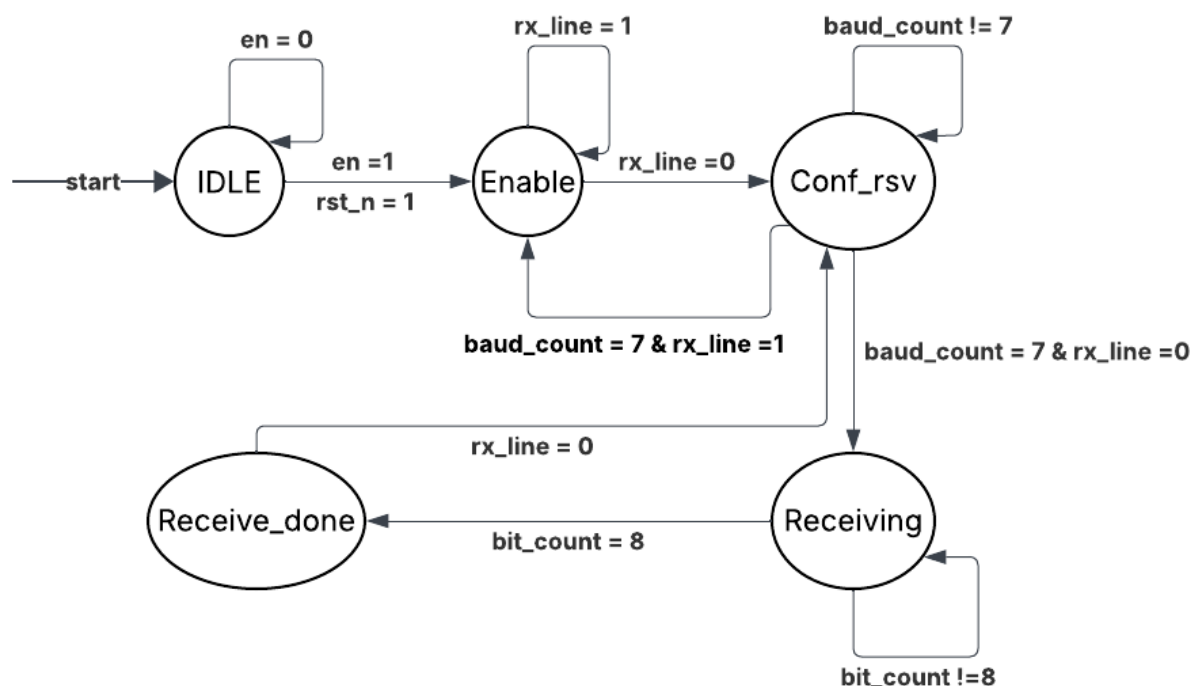 rx_line = 1
baud_count != 7
en = 0
start
IDLE
en =1
rst_n = 1
Enable
rx_line =0
Conf_rsv
baud_count = 7 & rx_line =1
baud_count = 7 & rx_line =0
rx_line = 0
Receive_done
bit_count = 8
Receiving
bit_count !=8